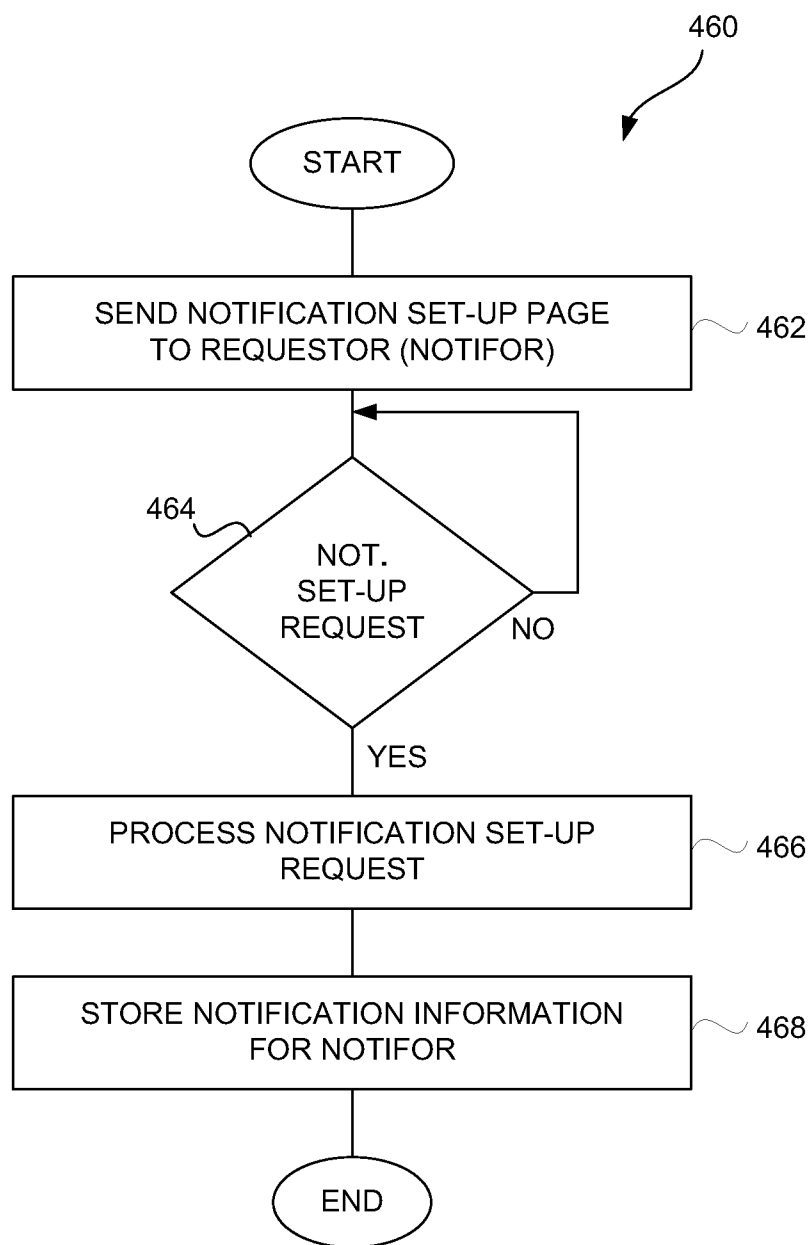 460
START
SEND NOTIFICATION SET-UP PAGE
TO REQUESTOR (NOTIFOR)
462
464
NOT.
SET-UP
REQUEST
NO
YES
PROCESS NOTIFICATION SET-UP
REQUEST
466
STORE NOTIFICATION INFORMATION
FOR NOTIFOR
468
END